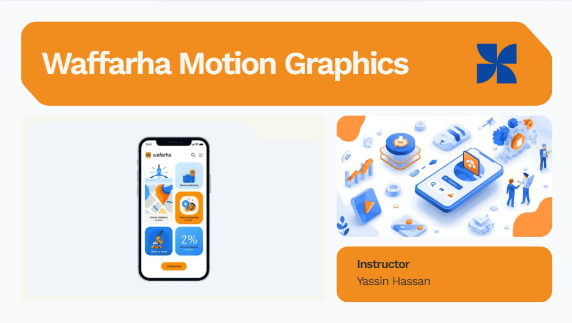 Waffarha Motion Graphics
waffarha
2%
Instructor
Yassin Hassan